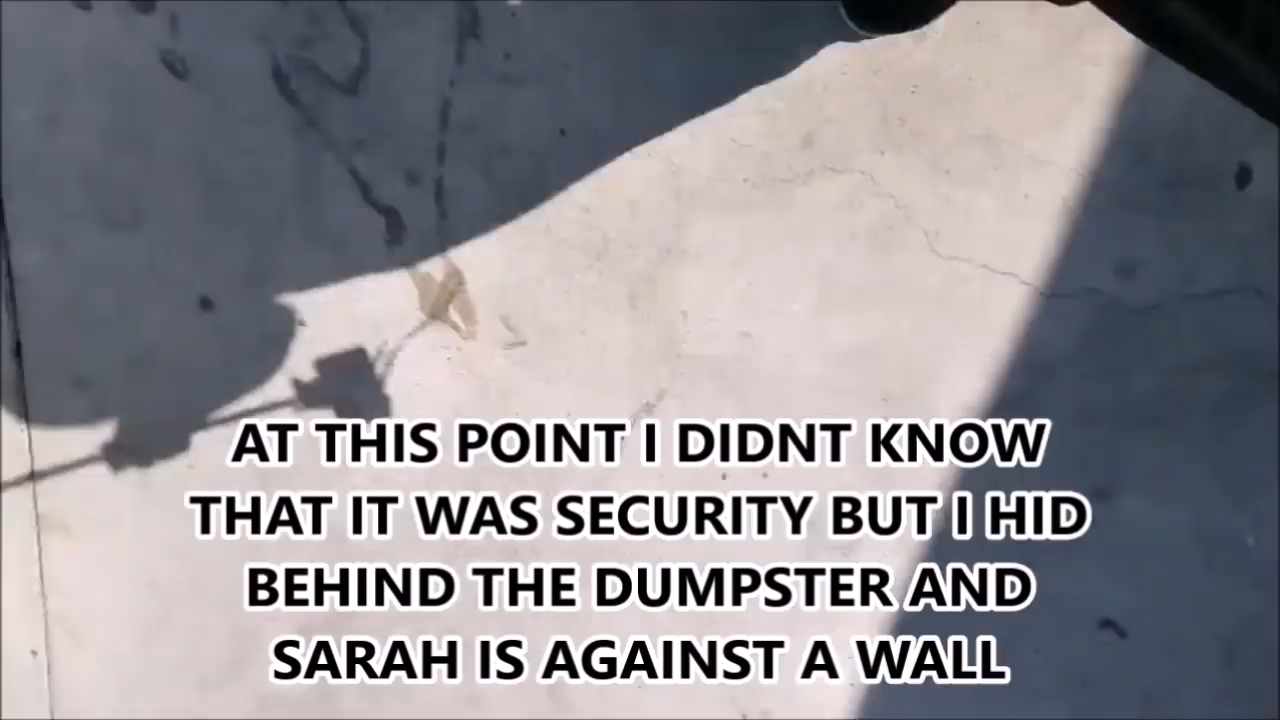 AT THIS POINT I DIDNT KNOW
THAT IT WAS SECURITY BUT I HID
BEHIND THE DUMPSTER AND
SARAH IS AGAINST A WALL